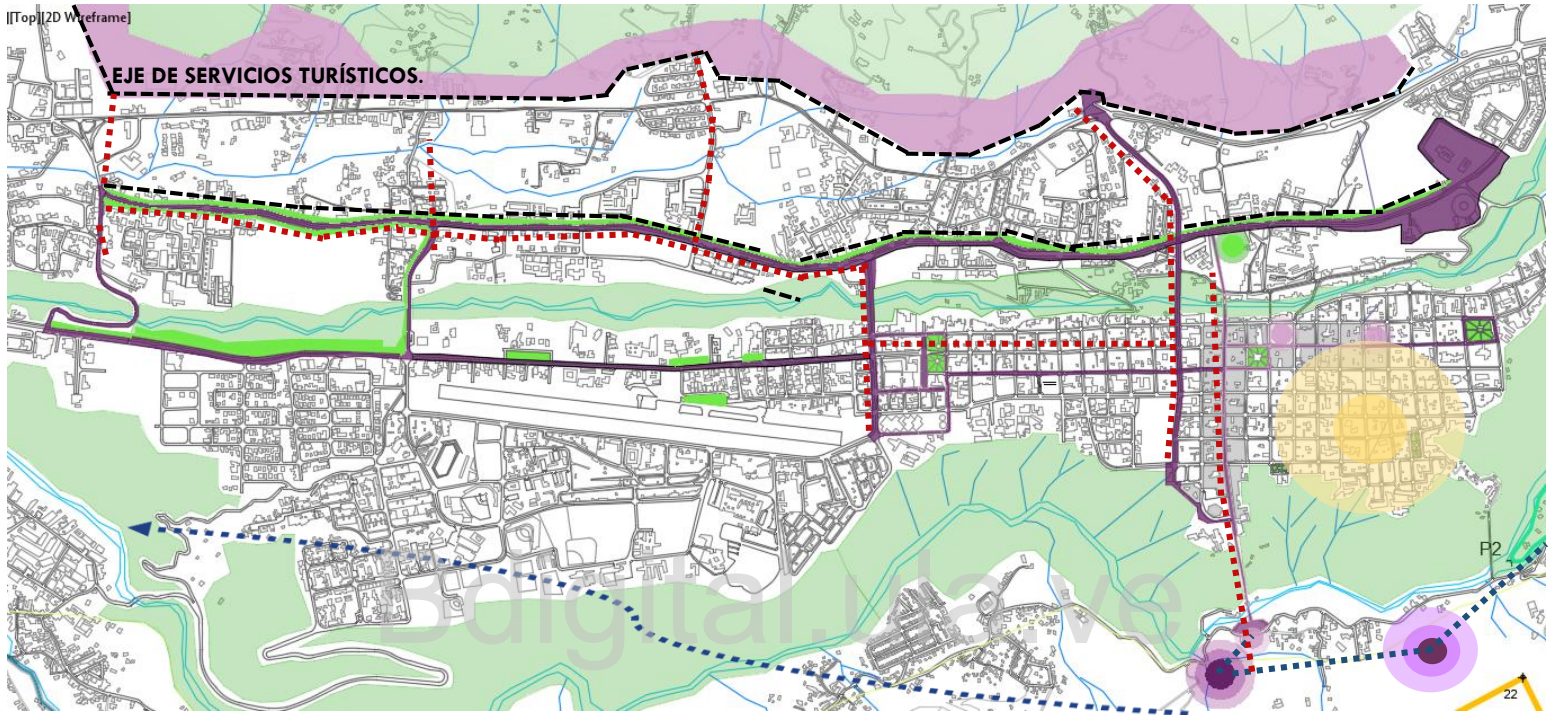 [[Top][2D Wireframe]
EJE DE SERVICIOS TURÍSTICOS.
P2
Bdigital.ula.ve
22